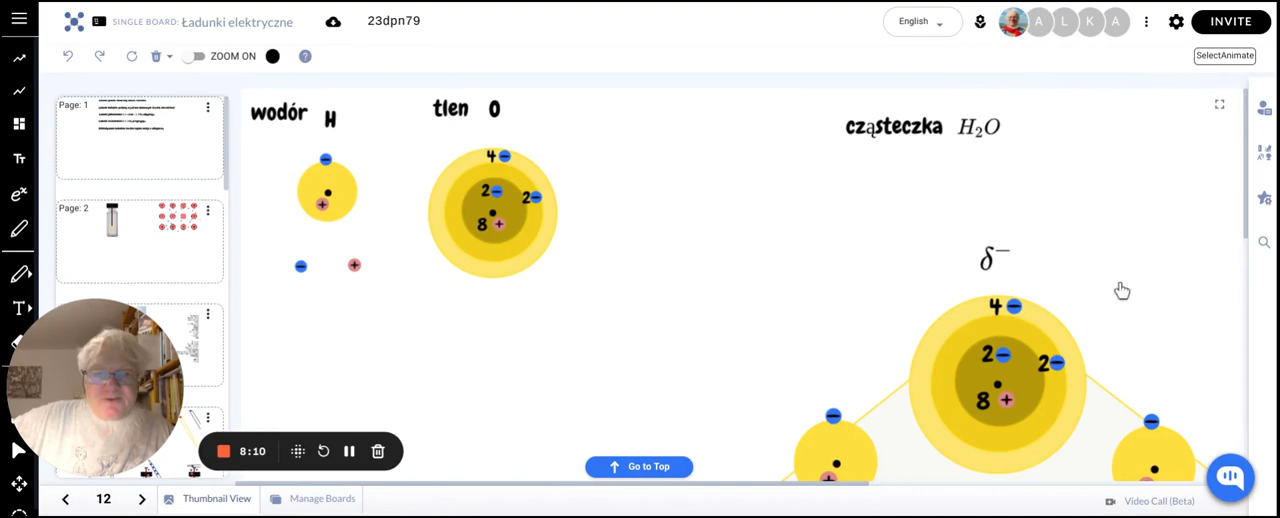 SINGLE BOARD: Ładunki elektryczne
23dpn79
English
A L K A
INVITE
ZOOM ON
SelectAnimate
Page: 1
Page: 2
wodór H
tlen O
cząsteczka H₂O
4
2
2
8 +
+
+
δ⁻
4
2
2
8 +
8:10
Go to Top
12
Thumbnail View
Manage Boards
Video Call (Beta)